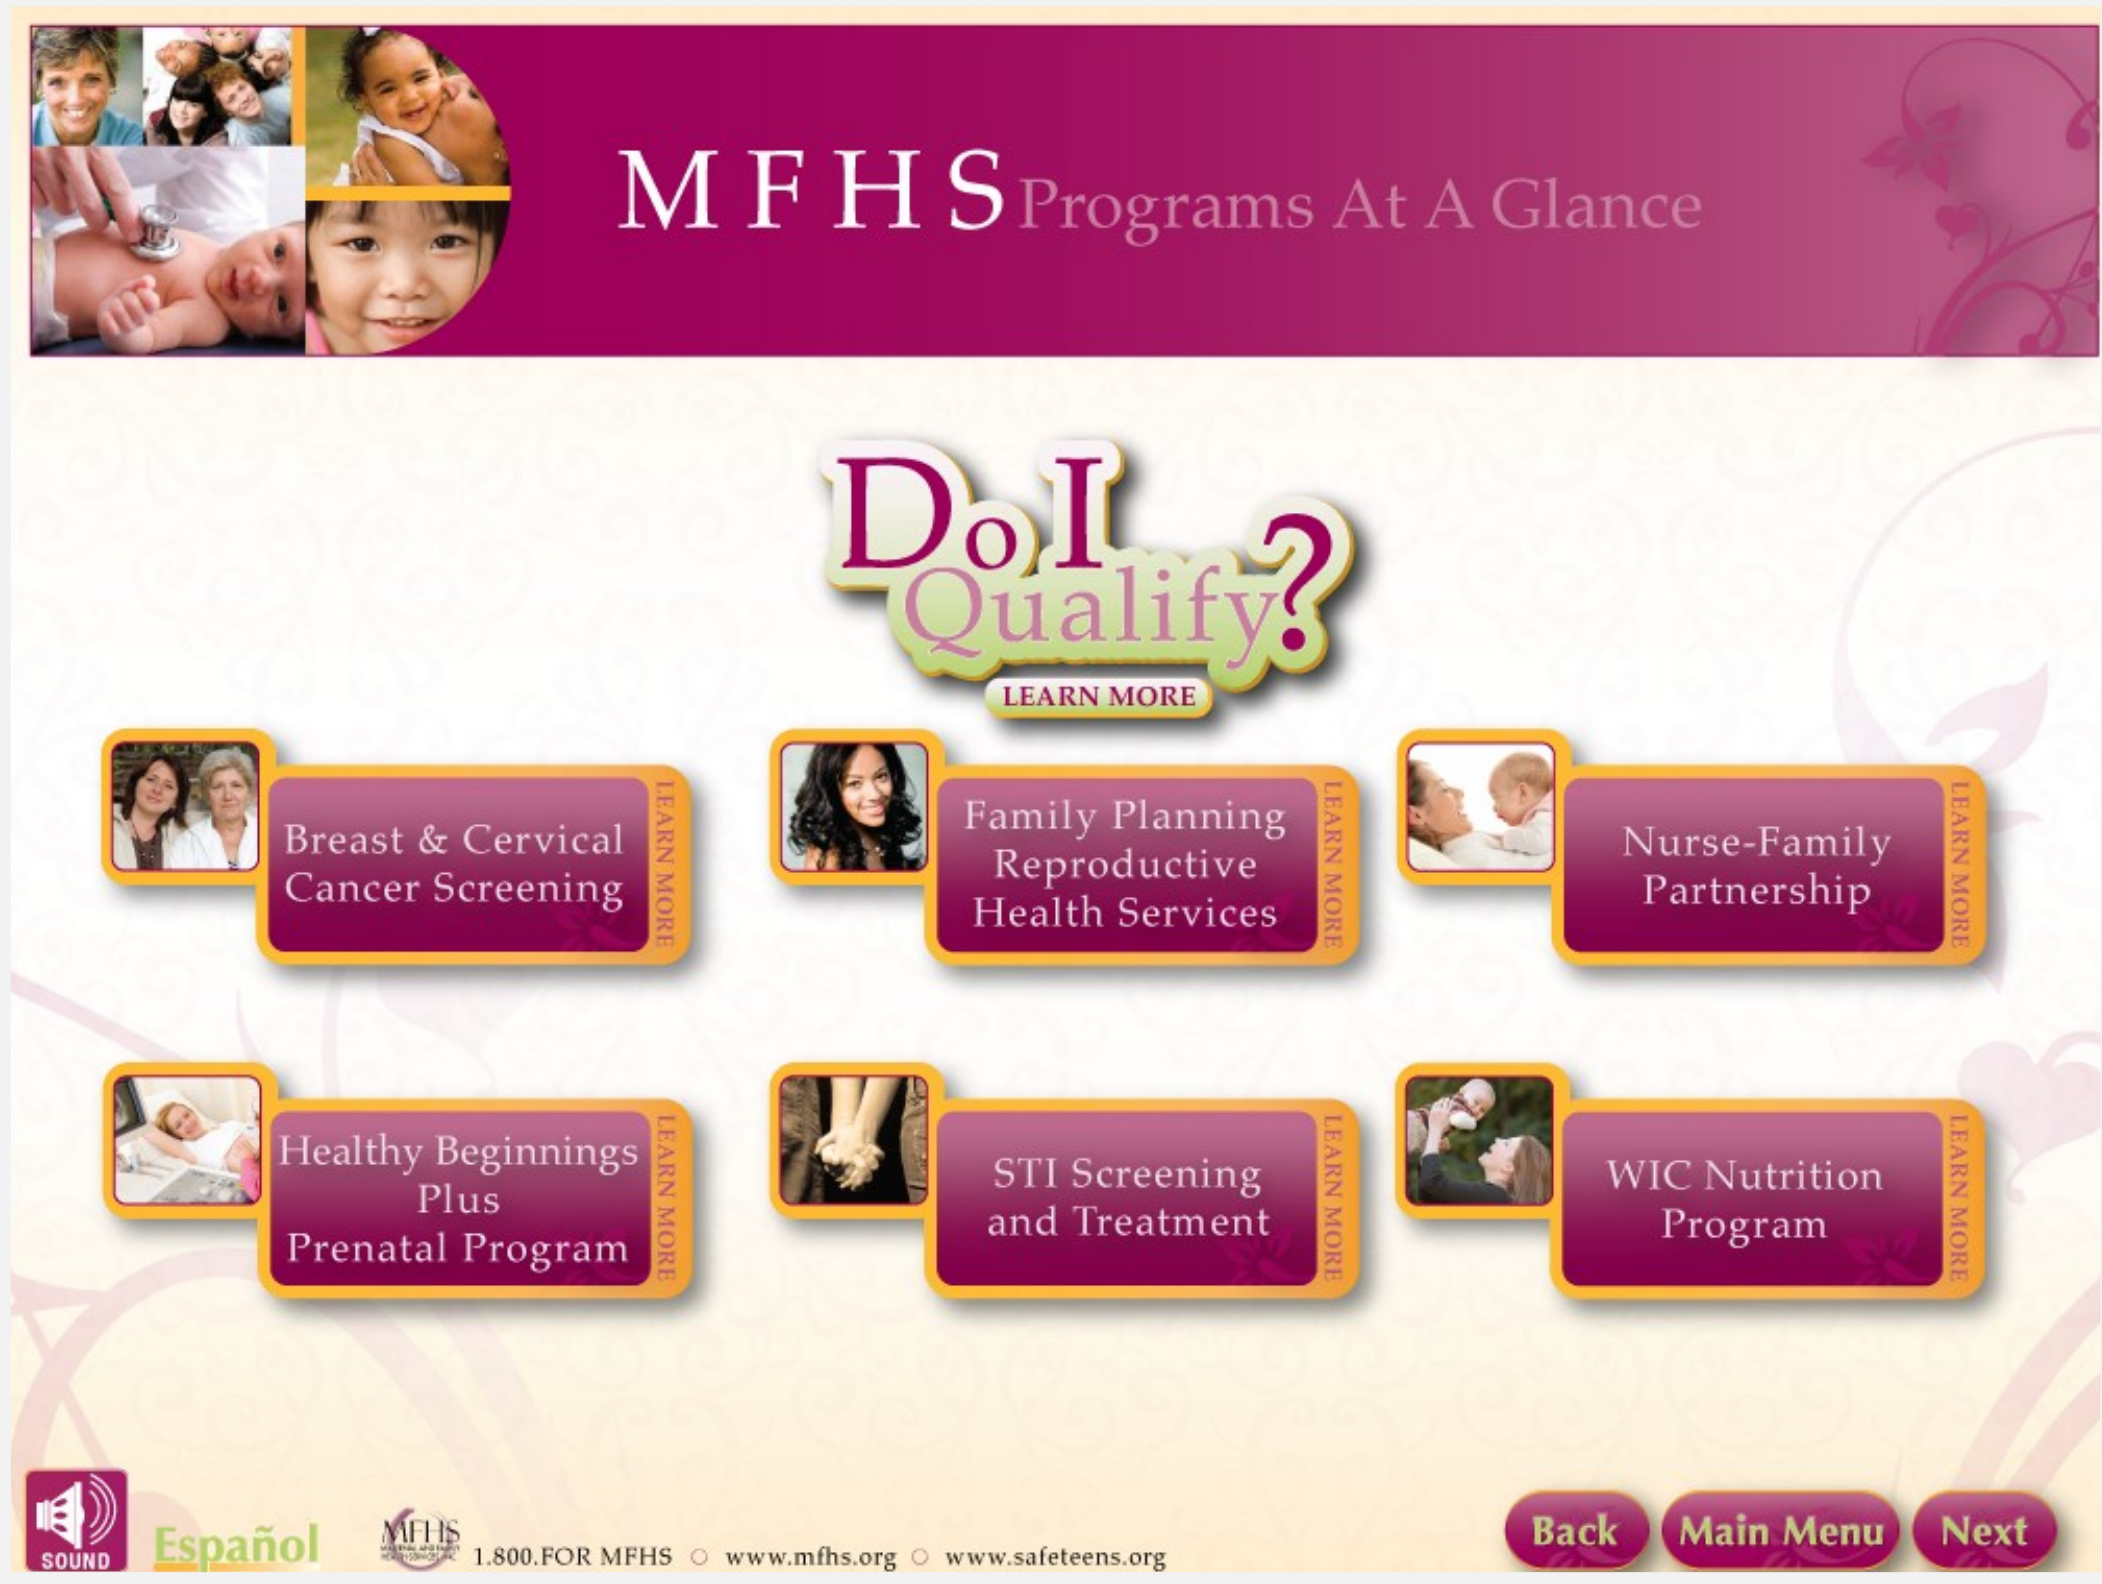 MFHS Programs At A Glance
Do I
Qualify?
LEARN MORE
Breast & Cervical
Cancer Screening
LEARN MORE
Family Planning
Reproductive
Health Services
LEARN MORE
Nurse-Family
Partnership
LEARN MORE
Healthy Beginnings
Plus
Prenatal Program
LEARN MORE
STI Screening
and Treatment
LEARN MORE
WIC Nutrition
Program
LEARN MORE
SOUND
Español
MFHS
1.800.FOR MFHS ○ www.mfhs.org ○ www.safeteens.org
Back
Main Menu
Next